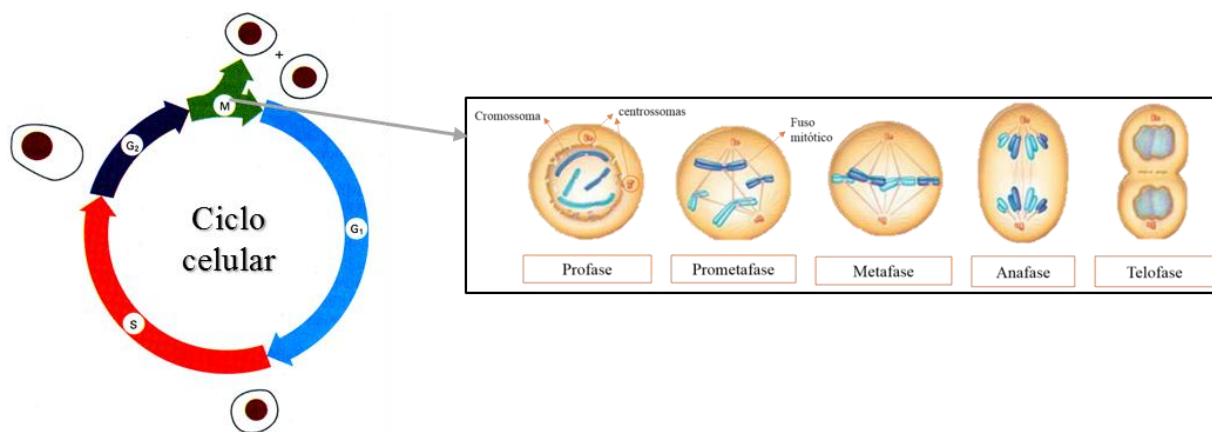 M
G2
G1
S
Ciclo
celular
Cromossoma
centrossomas
Fuso
mitótico
Profase
Prometafase
Metafase
Anafase
Telofase